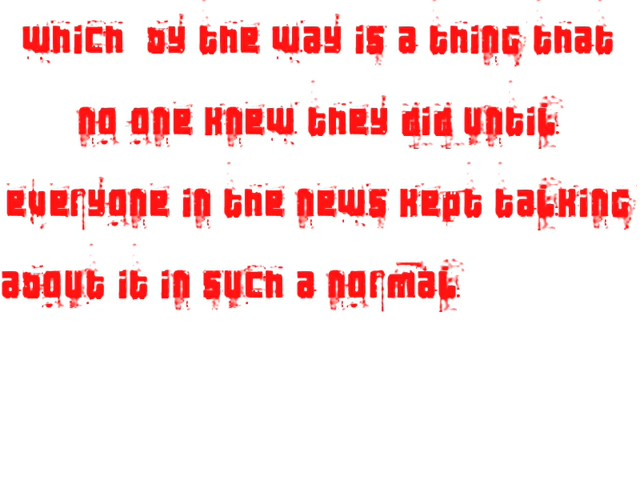 which by the way is a thing that
no one knew they did until
everyone in the news kept talking
about it in such a normal